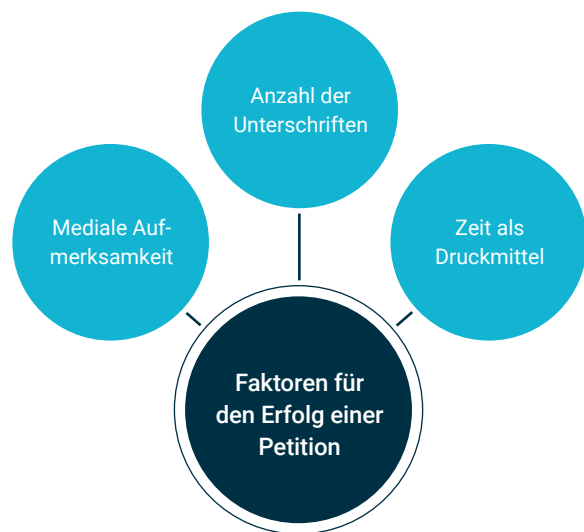 Anzahl der
Unterschriften
Mediale Auf-
merksamkeit
Zeit als
Druckmittel
Faktoren für
den Erfolg einer
Petition